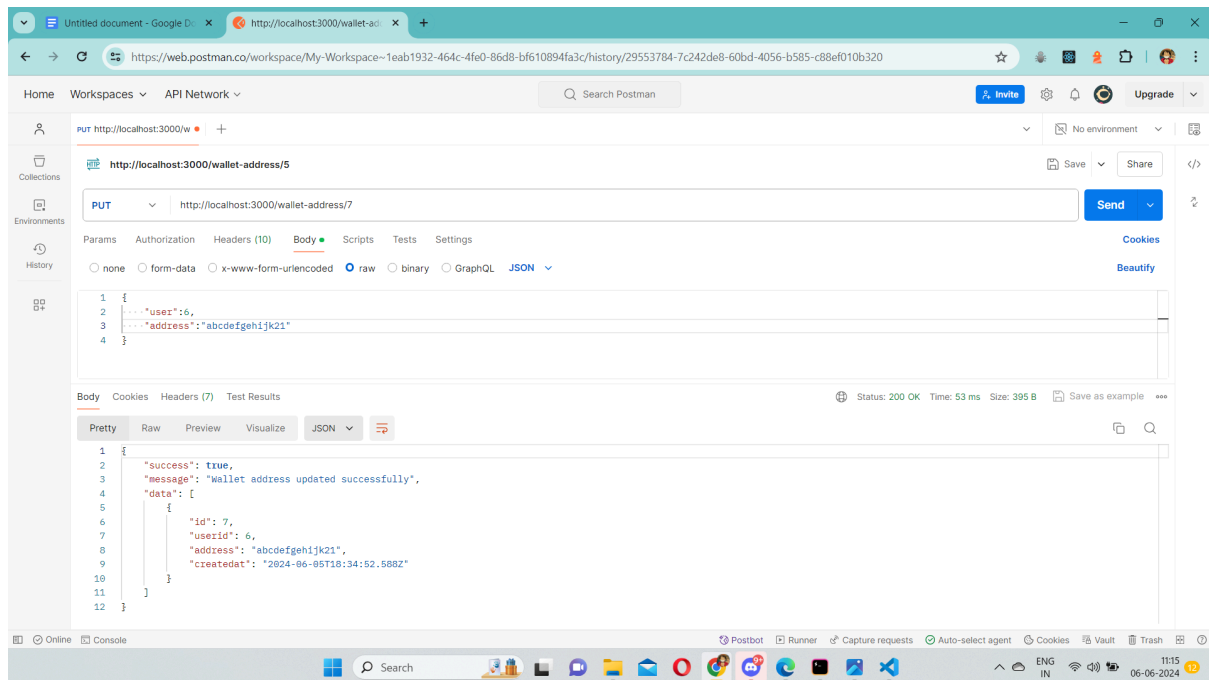 Untitled document - Google Do
http://localhost:3000/wallet-add
https://web.postman.co/workspace/My-Workspace~1eab1932-464c-4fe0-86d8-bf610894fa3c/history/29553784-7c242de8-60bd-4056-b585-c88ef010b320
Home Workspaces API Network Search Postman Invite Upgrade
PUT http://localhost:3000/w No environment
HTTP http://localhost:3000/wallet-address/5 Save Share
Collections
PUT http://localhost:3000/wallet-address/7 Send
Environments
Params Authorization Headers (10) Body Scripts Tests Settings Cookies
History
none form-data x-www-form-urlencoded raw binary GraphQL JSON Beautify
1 {
2 "user":6,
3 "address":"abcdefgehijk21"
4 }
Body Cookies Headers (7) Test Results Status: 200 OK Time: 53 ms Size: 395 B Save as example
Pretty Raw Preview Visualize JSON
1 {
2 "success": true,
3 "message": "Wallet address updated successfully",
4 "data": [
5 {
6 "id": 7,
7 "userid": 6,
8 "address": "abcdefgehijk21",
9 "createdat": "2024-06-05T18:34:52.588Z"
10 }
11 ]
12 }
Online Console Postbot Runner Capture requests Auto-select agent Cookies Vault Trash
Search ENG 11:15
IN 06-06-2024 12